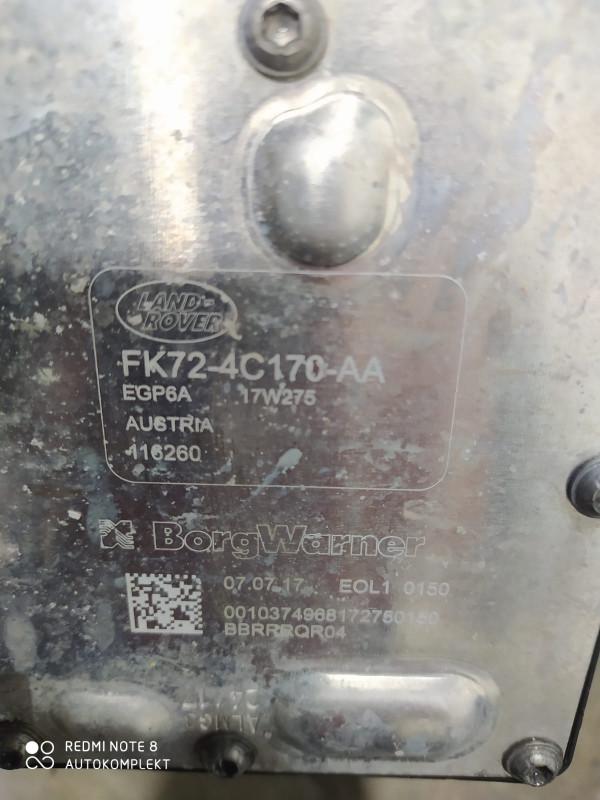 LAND-
ROVER
FK72-4C170-AA
EGP6A 17W275
AUSTRIA
116260
BorgWarner
07.07.17 EOL1 0150
0010374968172750150
BBRRRQR04
REDMI NOTE 8
AUTOKOMPLEKT